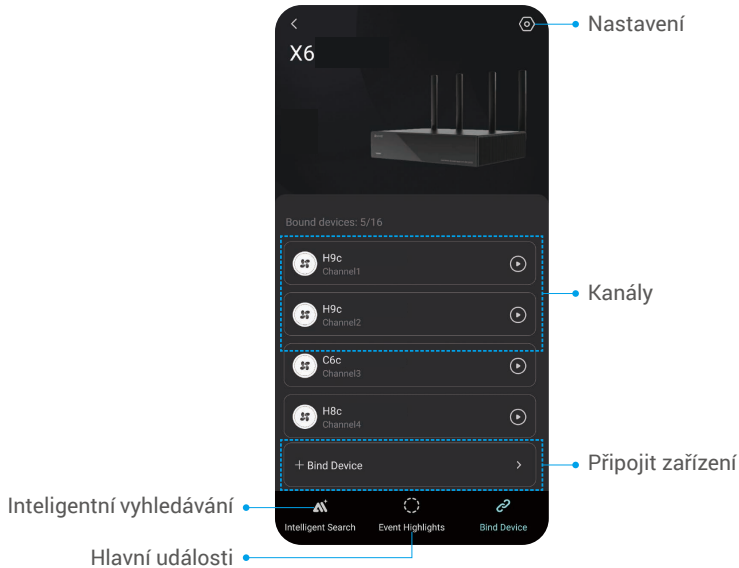 Nastavení
X6
Bound devices: 5/16
H9c
Channel1
H9c
Channel2
Kanály
C6c
Channel3
H8c
Channel4
+ Bind Device
Připojit zařízení
Inteligentní vyhledávání
Intelligent Search
Event Highlights
Bind Device
Hlavní události